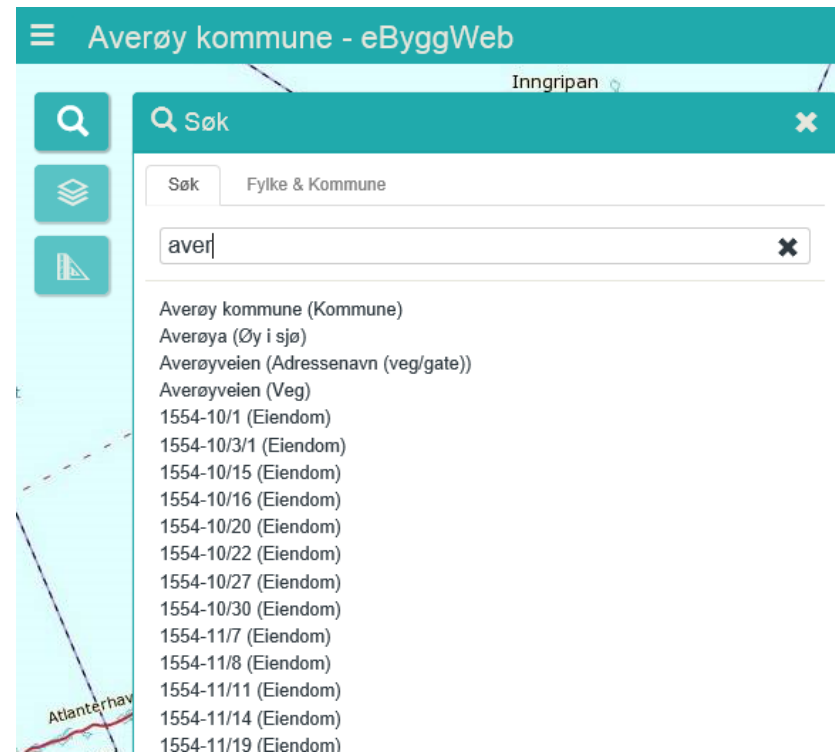 Averøy kommune - eByggWeb
Inngripan
Søk
Søk
Fylke & Kommune
aver
Averøy kommune (Kommune)
Averøya (Øy i sjø)
Averøyveien (Adressenavn (veg/gate))
Averøyveien (Veg)
1554-10/1 (Eiendom)
1554-10/3/1 (Eiendom)
1554-10/15 (Eiendom)
1554-10/16 (Eiendom)
1554-10/20 (Eiendom)
1554-10/22 (Eiendom)
1554-10/27 (Eiendom)
1554-10/30 (Eiendom)
1554-11/7 (Eiendom)
1554-11/8 (Eiendom)
1554-11/11 (Eiendom)
1554-11/14 (Eiendom)
1554-11/19 (Eiendom)
Atlanterhav